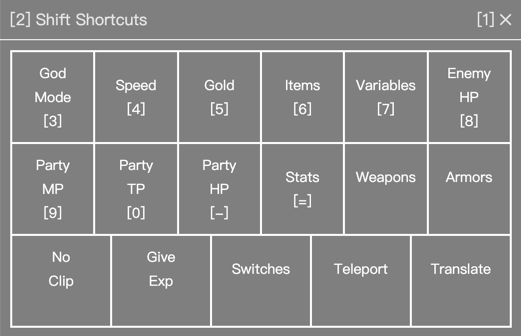 [2] Shift Shortcuts [1] ×
God
Mode
[3]
Speed
[4]
Gold
[5]
Items
[6]
Variables
[7]
Enemy
HP
[8]
Party
MP
[9]
Party
TP
[0]
Party
HP
[-]
Stats
[=]
Weapons
Armors
No
Clip
Give
Exp
Switches
Teleport
Translate